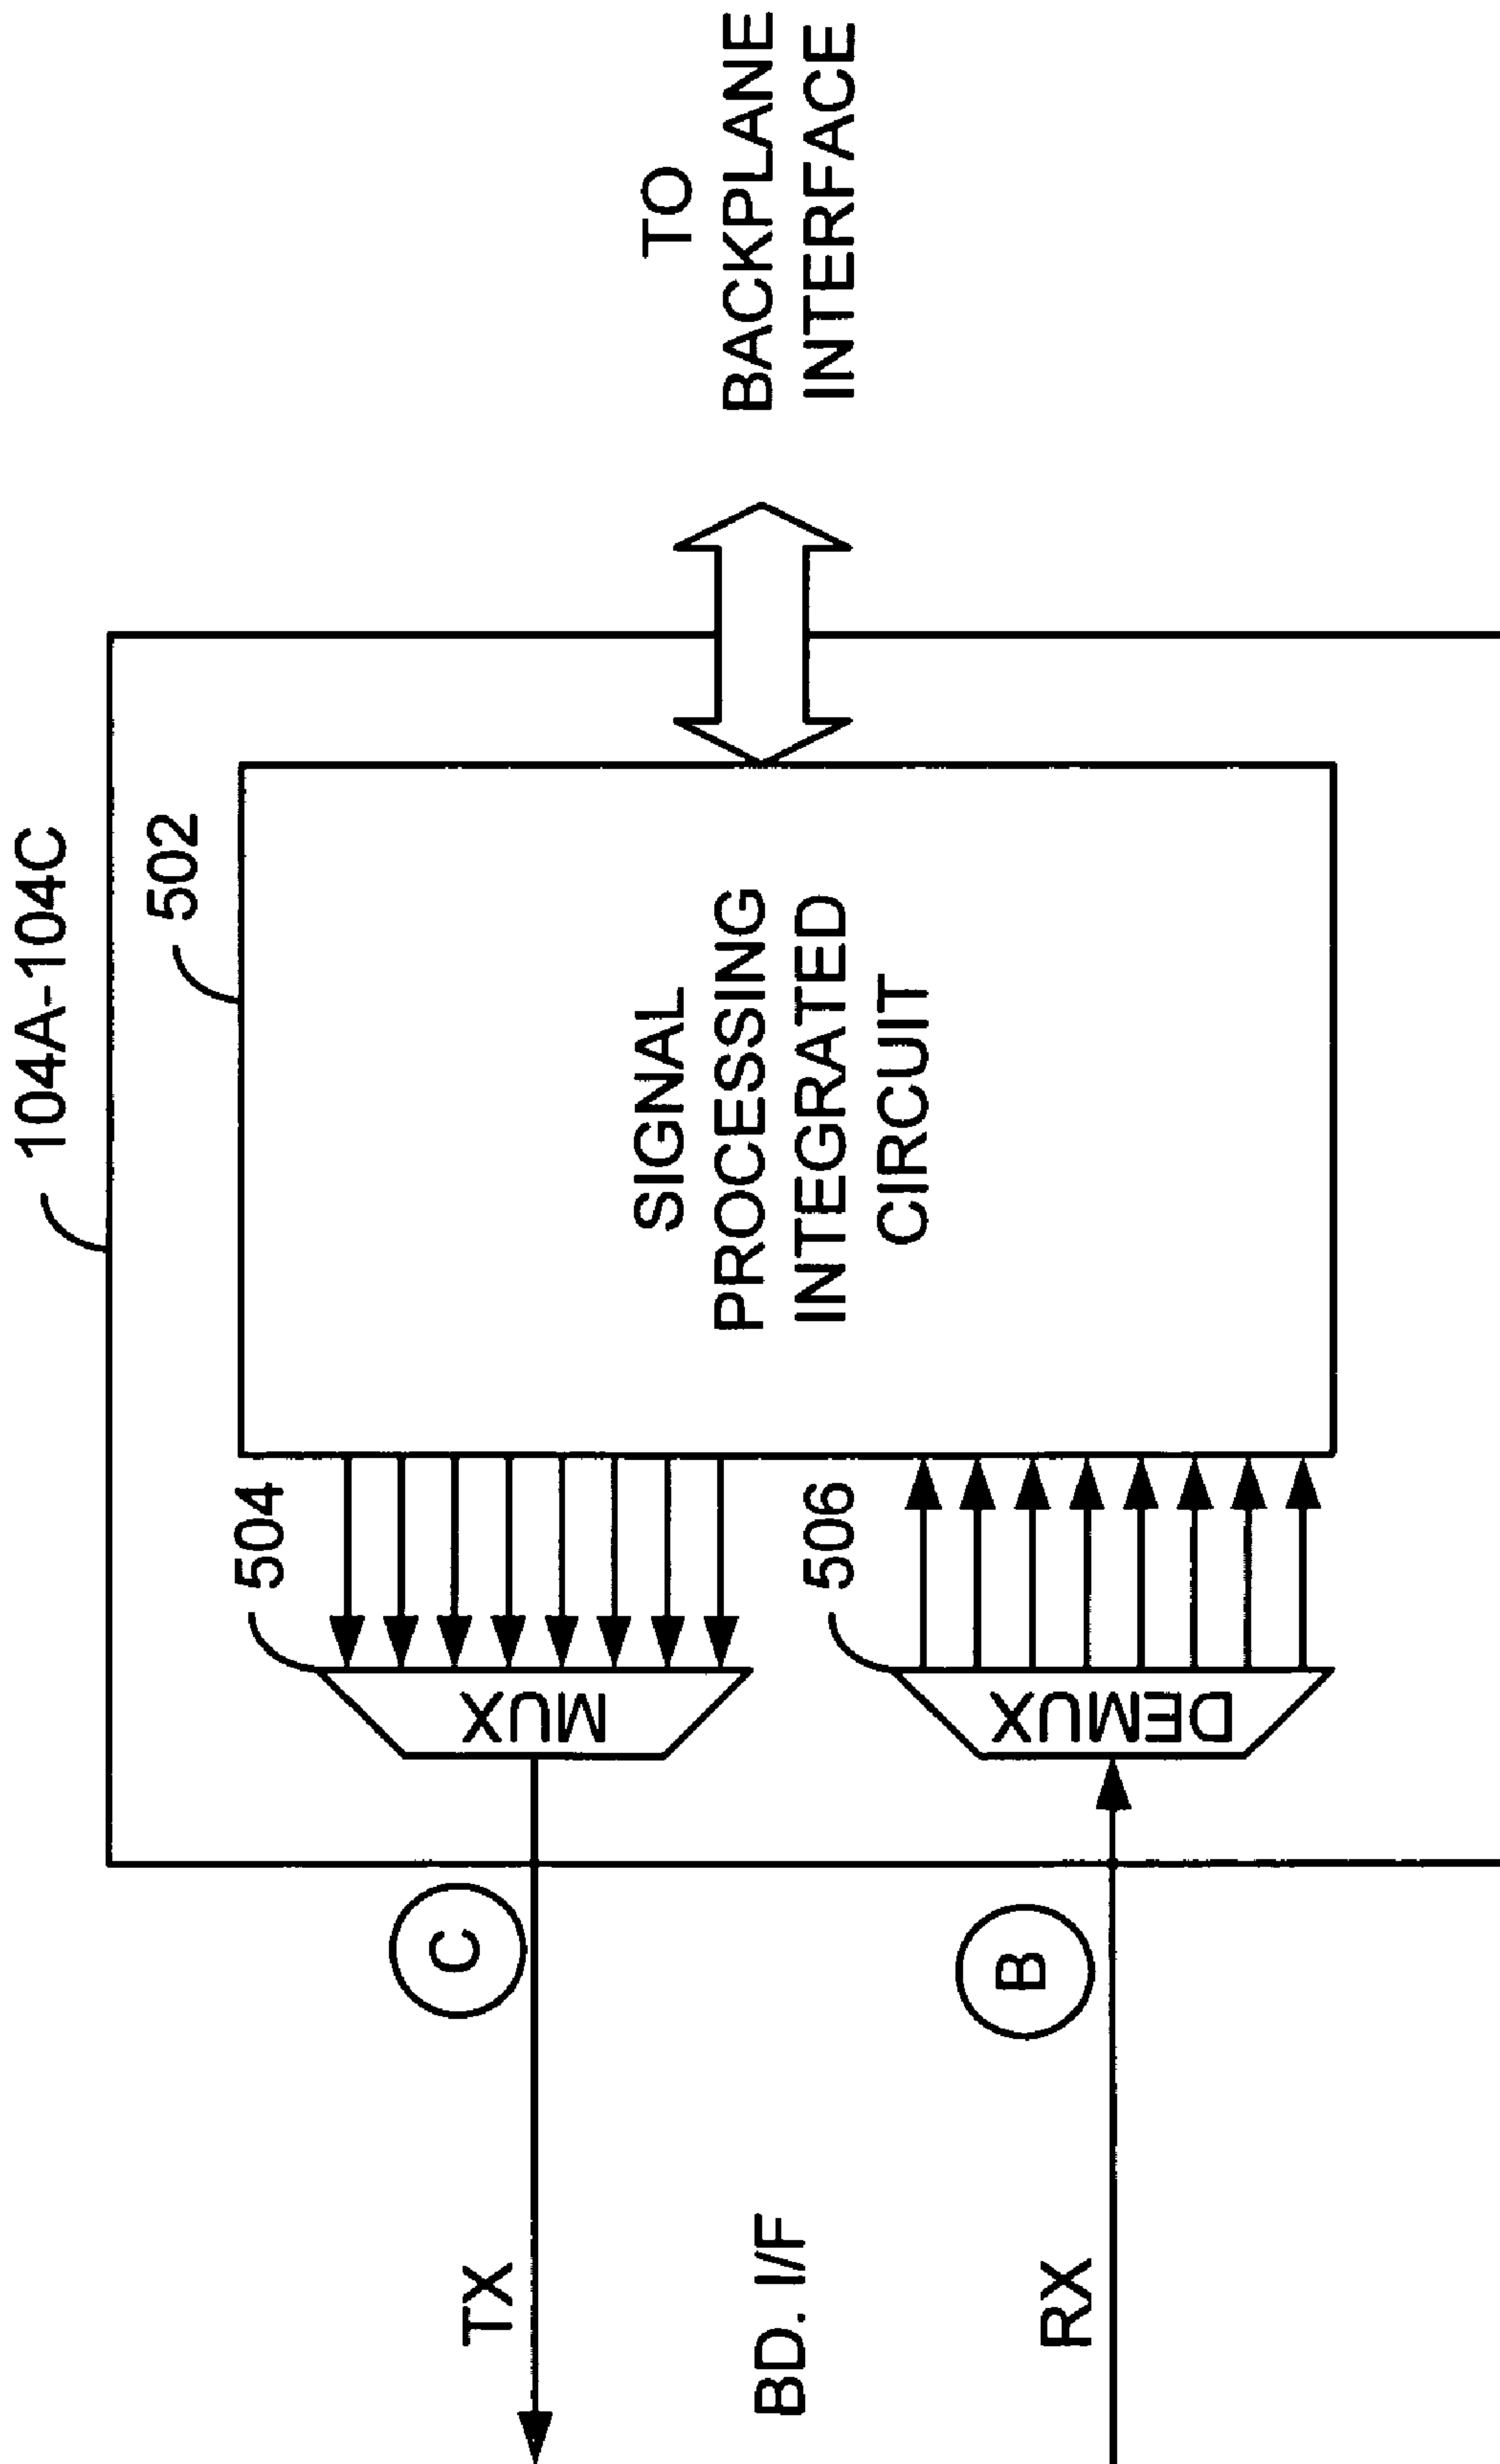 104A-104C
502
SIGNAL
PROCESSING
INTEGRATED
CIRCUIT
TO
BACKPLANE
INTERFACE
504
MUX
506
DEMUX
C
B
TX
BD. I/F
RX